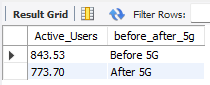 Result Grid Filter Rows:
Active_Users before_after_5g
843.53 Before 5G
773.70 After 5G